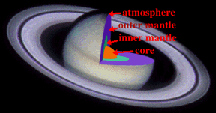 atmosphere
outer mantle
inner mantle
core